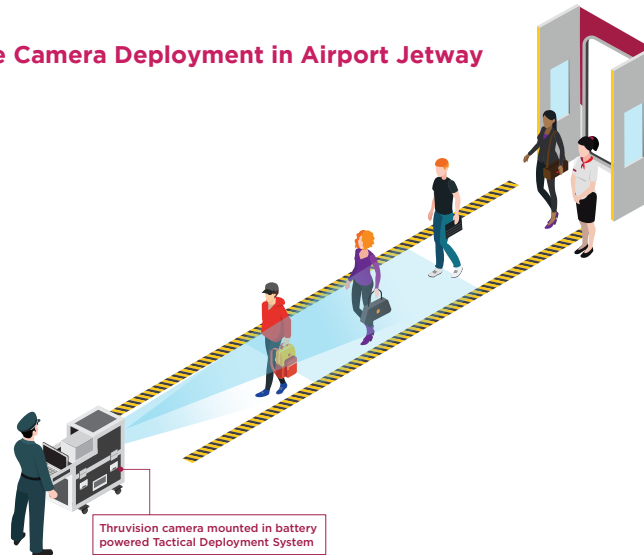 e Camera Deployment in Airport Jetway
Thruvision camera mounted in battery
powered Tactical Deployment System